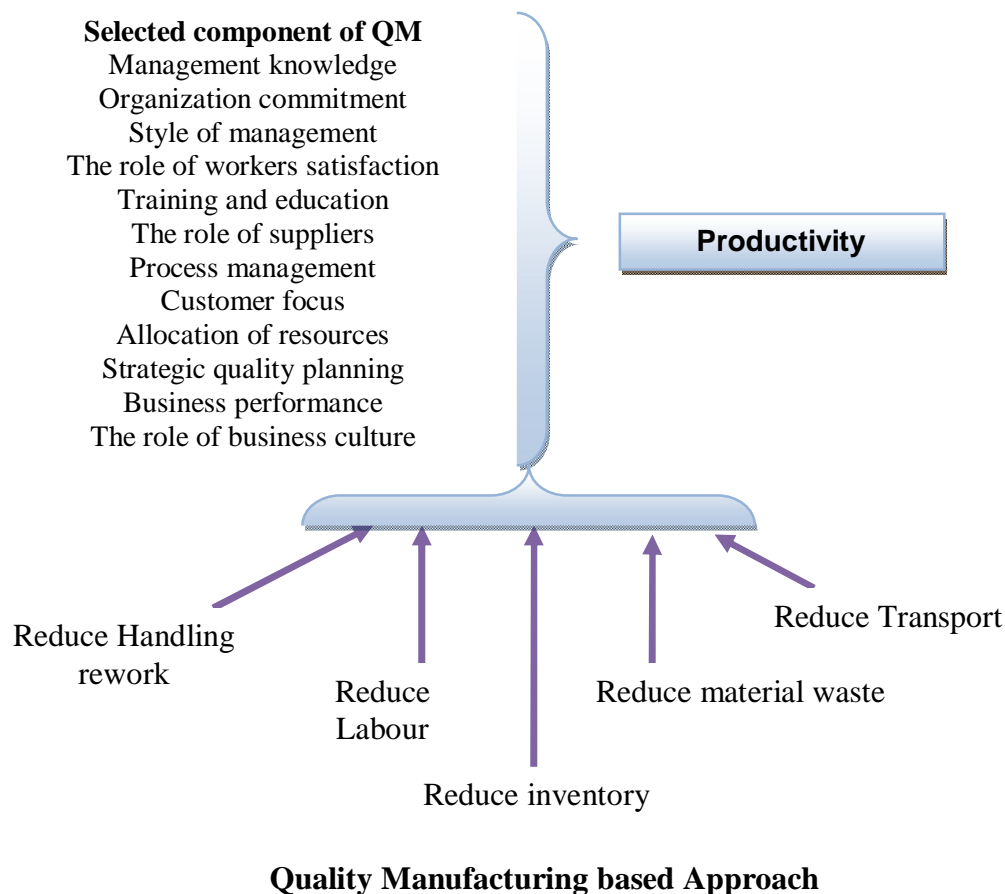 Selected component of QM
Management knowledge
Organization commitment
Style of management
The role of workers satisfaction
Training and education
The role of suppliers
Process management
Customer focus
Allocation of resources
Strategic quality planning
Business performance
The role of business culture
Productivity
Reduce Handling
rework
Reduce
Labour
Reduce inventory
Reduce material waste
Reduce Transport
Quality Manufacturing based Approach